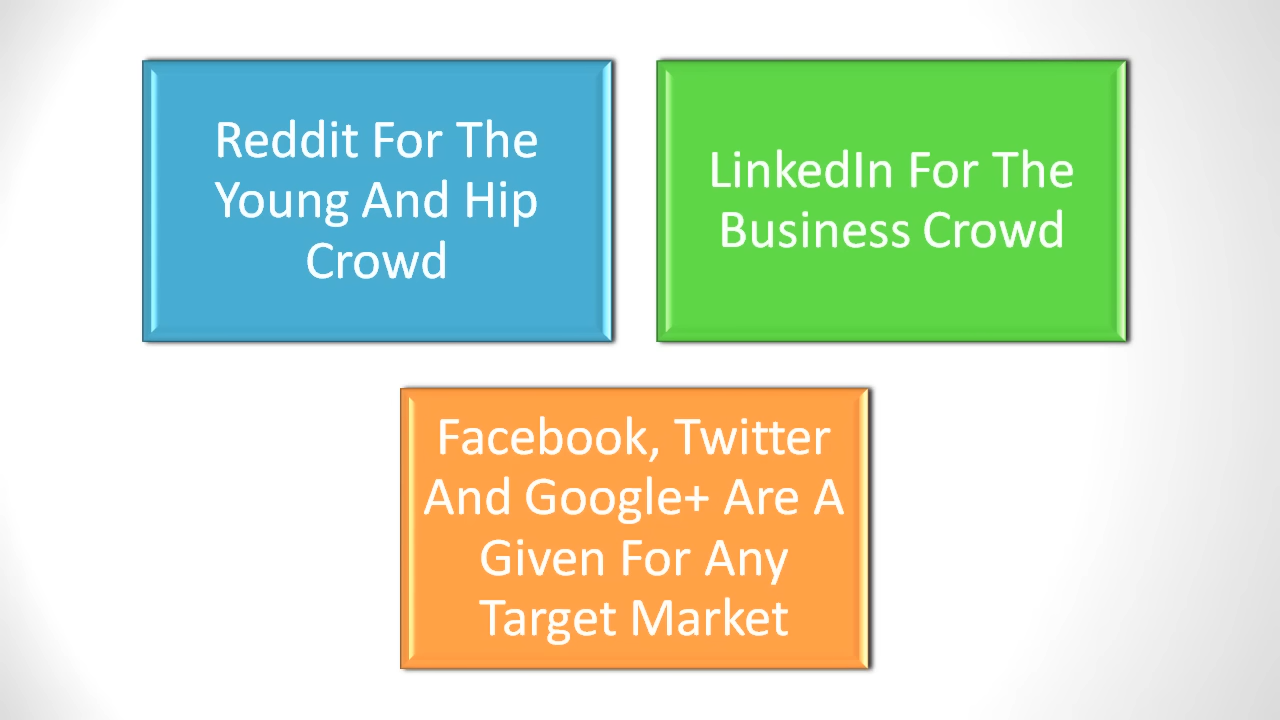 Reddit For The
Young And Hip
Crowd
LinkedIn For The
Business Crowd
Facebook, Twitter
And Google+ Are A
Given For Any
Target Market